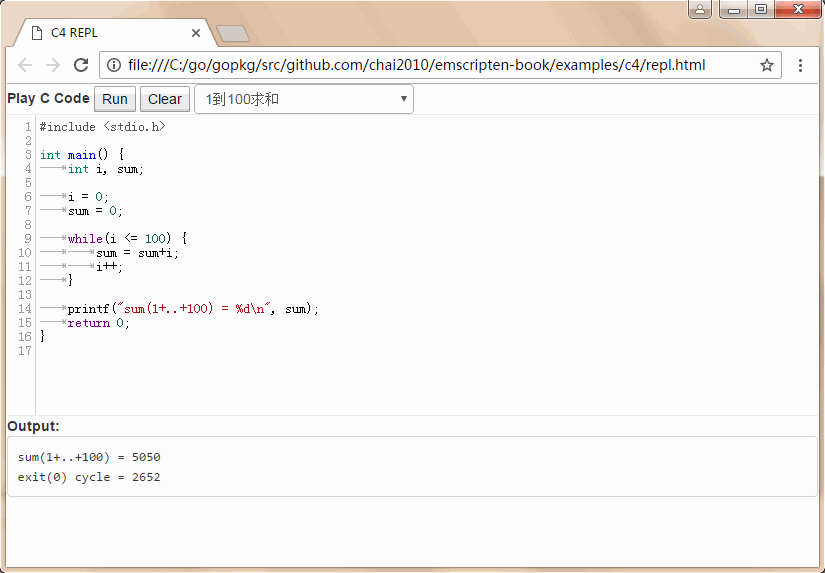 C4 REPL
file:///C:/go/gopkg/src/github.com/chai2010/emscripten-book/examples/c4/repl.html
Play C Code Run Clear 1到100求和
1 #include <stdio.h>
2
3 int main() {
4 int i, sum;
5
6 i = 0;
7 sum = 0;
8
9 while(i <= 100) {
10 sum = sum+i;
11 i++;
12 }
13
14 printf("sum(1+..+100) = %d\n", sum);
15 return 0;
16 }
17
Output:
sum(1+..+100) = 5050
exit(0) cycle = 2652